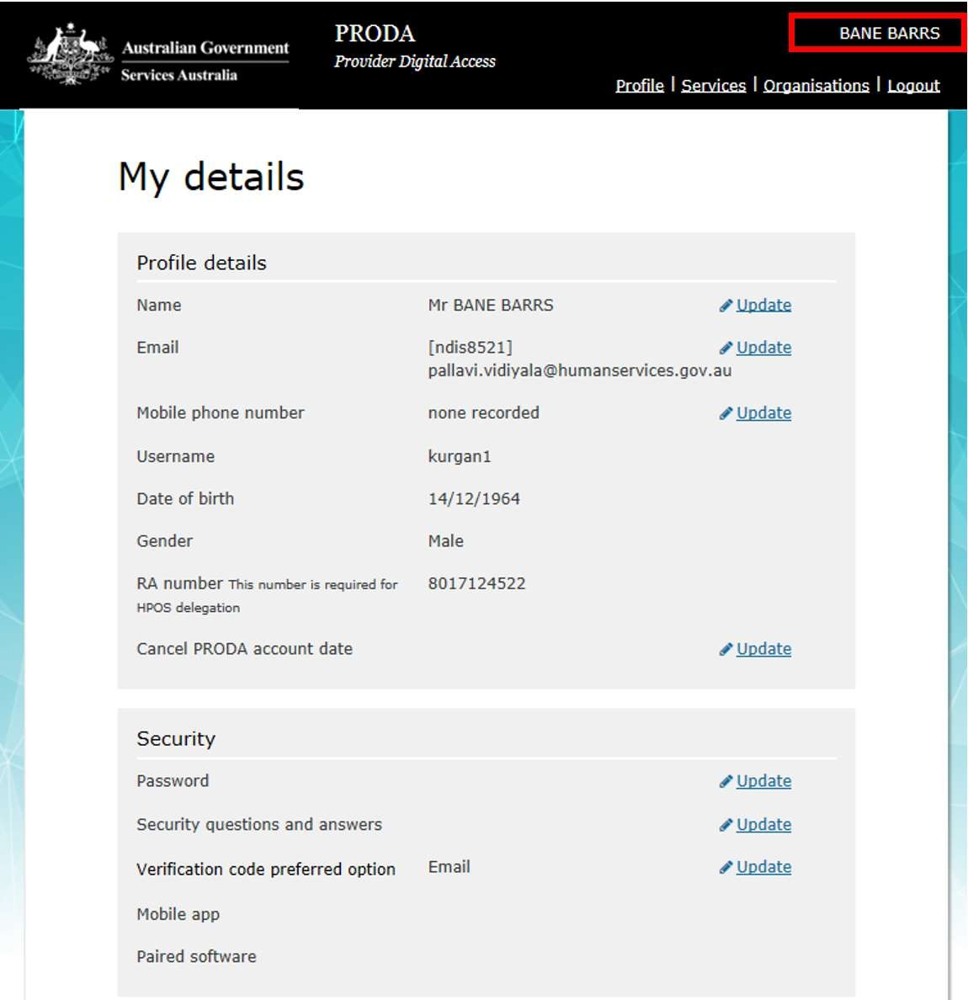 Australian Government
Services Australia
PRODA
Provider Digital Access
BANE BARRS
Profile | Services | Organisations | Logout
My details
Profile details
Name Mr BANE BARRS Update
Email [ndis8521] Update
pallavi.vidiyala@humanservices.gov.au
Mobile phone number none recorded Update
Username kurgan1
Date of birth 14/12/1964
Gender Male
RA number This number is required for 8017124522
HPOS delegation
Cancel PRODA account date Update
Security
Password Update
Security questions and answers Update
Verification code preferred option Email Update
Mobile app
Paired software